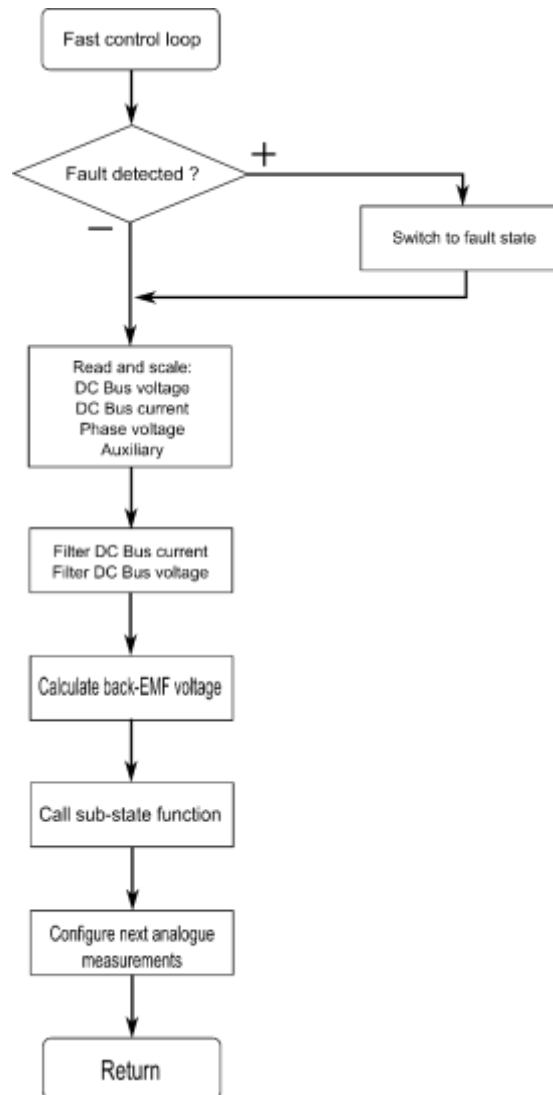 Fast control loop
Fault detected ?
+
−
Switch to fault state
Read and scale:
DC Bus voltage
DC Bus current
Phase voltage
Auxiliary
Filter DC Bus current
Filter DC Bus voltage
Calculate back-EMF voltage
Call sub-state function
Configure next analogue
measurements
Return